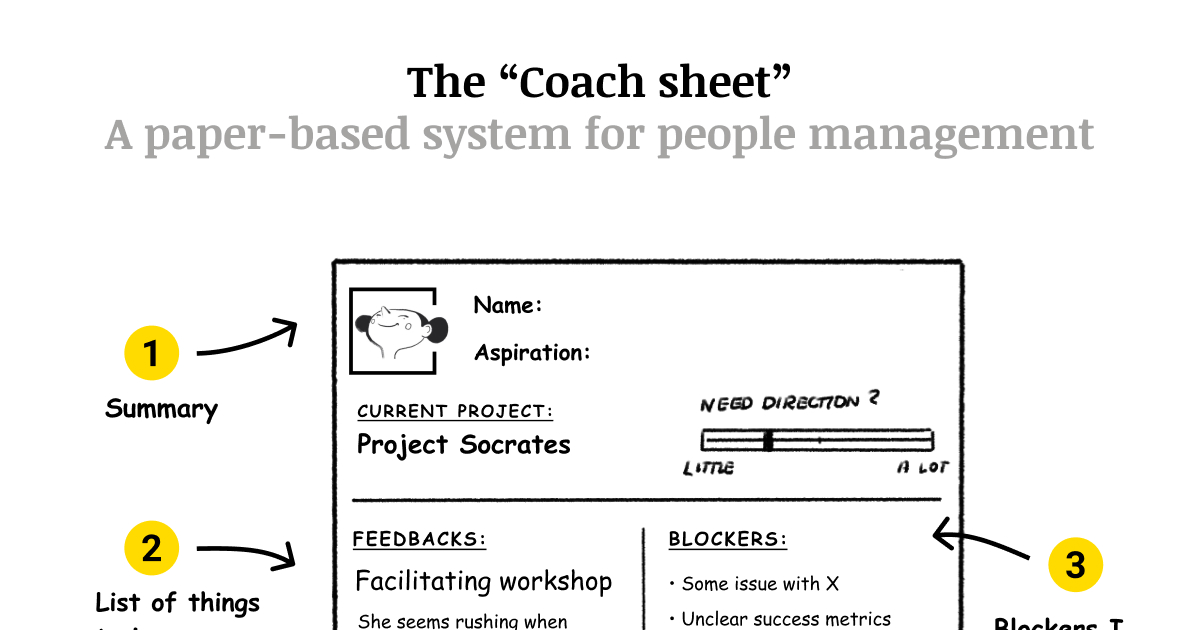 The “Coach sheet”
A paper-based system for people management
1
Summary
Name:
Aspiration:
CURRENT PROJECT:
Project Socrates
NEED DIRECTION?
LITTLE
A LOT
2
List of things
FEEDBACKS:
Facilitating workshop
She seems rushing when
BLOCKERS:
• Some issue with X
• Unclear success metrics
3
Blockers I